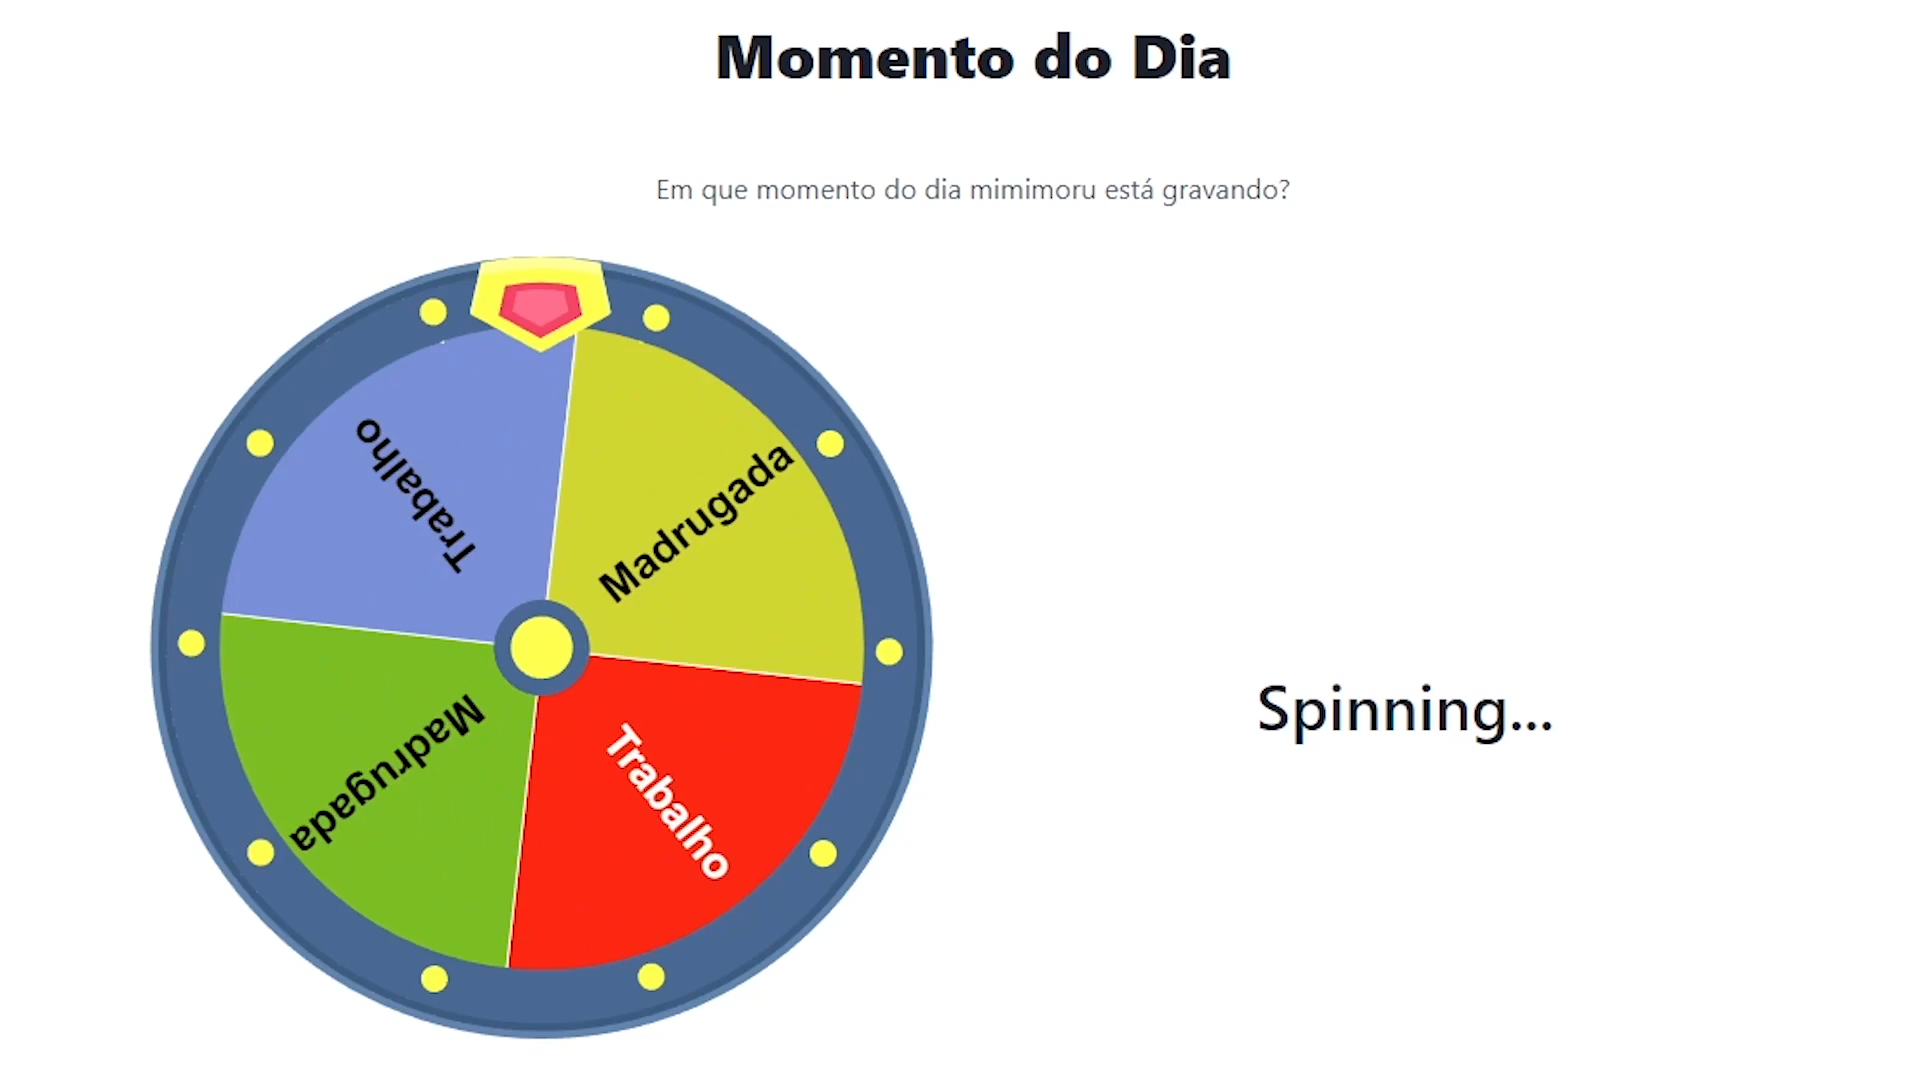 Momento do Dia
Em que momento do dia mimimoru está gravando?
Trabalho
Madrugada
Madrugada
Trabalho
Spinning...